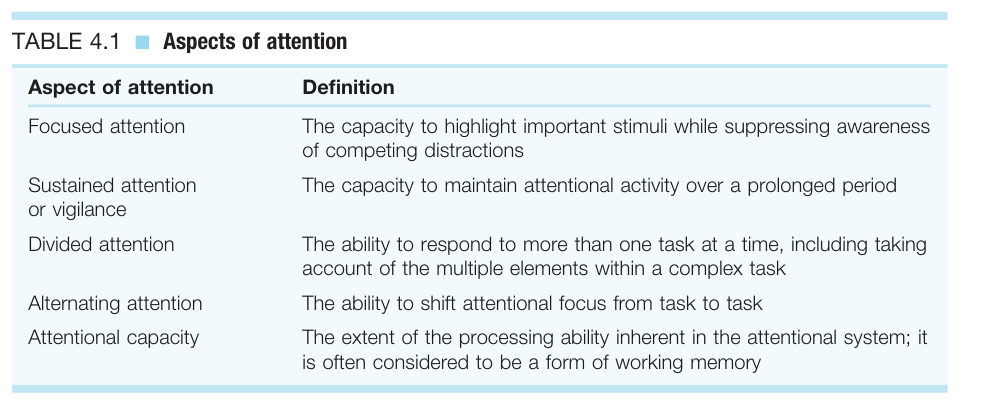 TABLE 4.1 ■ Aspects of attention
Aspect of attention Definition
Focused attention The capacity to highlight important stimuli while suppressing awareness
of competing distractions
Sustained attention The capacity to maintain attentional activity over a prolonged period
or vigilance
Divided attention The ability to respond to more than one task at a time, including taking
account of the multiple elements within a complex task
Alternating attention The ability to shift attentional focus from task to task
Attentional capacity The extent of the processing ability inherent in the attentional system; it
is often considered to be a form of working memory